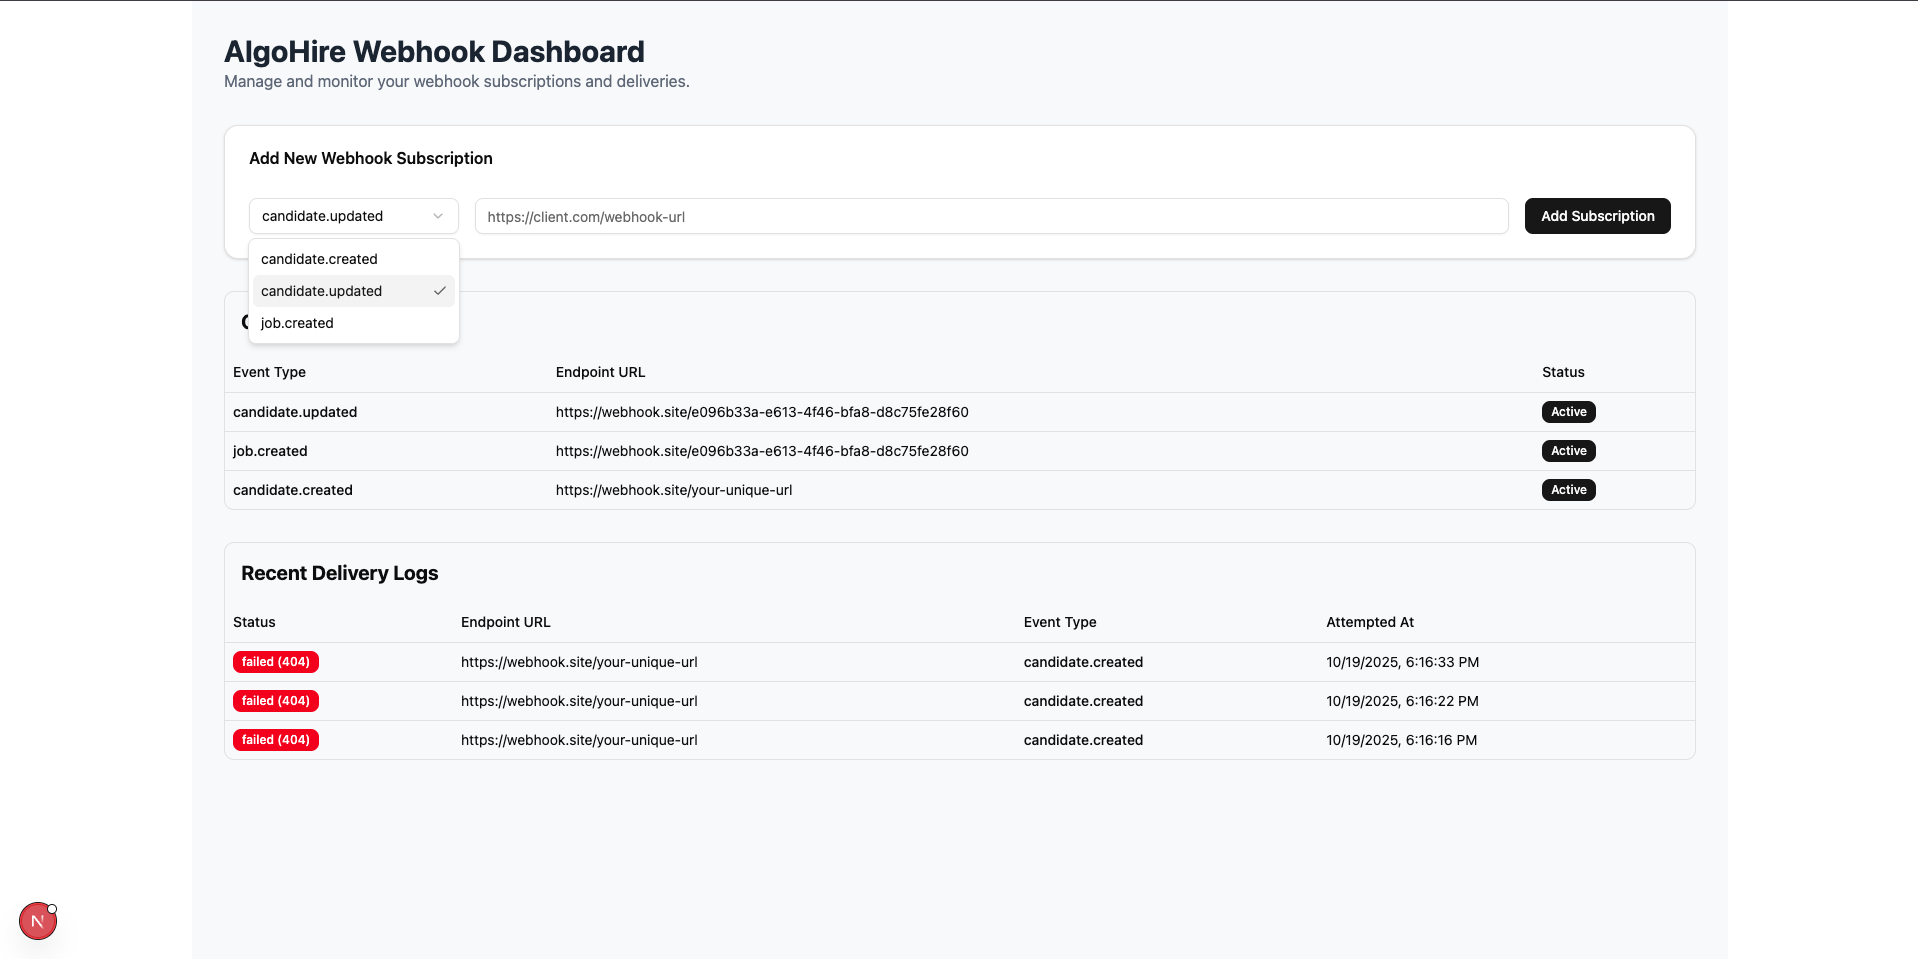 AlgoHire Webhook Dashboard
Manage and monitor your webhook subscriptions and deliveries.
Add New Webhook Subscription
candidate.updated
https://client.com/webhook-url
Add Subscription
candidate.created
candidate.updated
job.created
Event Type Endpoint URL Status
candidate.updated https://webhook.site/e096b33a-e613-4f46-bfa8-d8c75fe28f60 Active
job.created https://webhook.site/e096b33a-e613-4f46-bfa8-d8c75fe28f60 Active
candidate.created https://webhook.site/your-unique-url Active
Recent Delivery Logs
Status Endpoint URL Event Type Attempted At
failed (404) https://webhook.site/your-unique-url candidate.created 10/19/2025, 6:16:33 PM
failed (404) https://webhook.site/your-unique-url candidate.created 10/19/2025, 6:16:22 PM
failed (404) https://webhook.site/your-unique-url candidate.created 10/19/2025, 6:16:16 PM
N